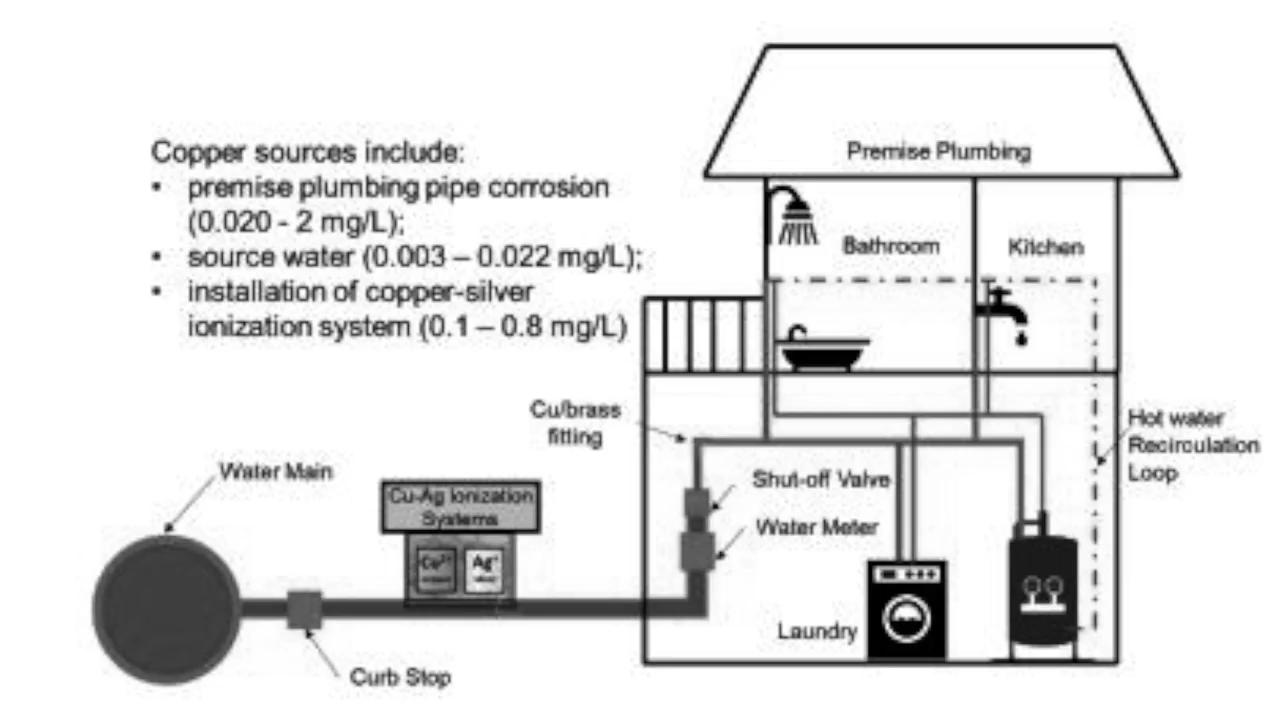 Premise Plumbing
Copper sources include:
• premise plumbing pipe corrosion
(0.020 - 2 mg/L);
• source water (0.003 – 0.022 mg/L);
• installation of copper-silver
ionization system (0.1 – 0.8 mg/L)
Bathroom
Kitchen
Cu/brass
fitting
Hot water
Recirculation
Loop
Water Main
Cu-Ag Ionization
Systems
Shut-off Valve
Water Meter
Cu²⁺
Ag⁺
Laundry
Curb Stop